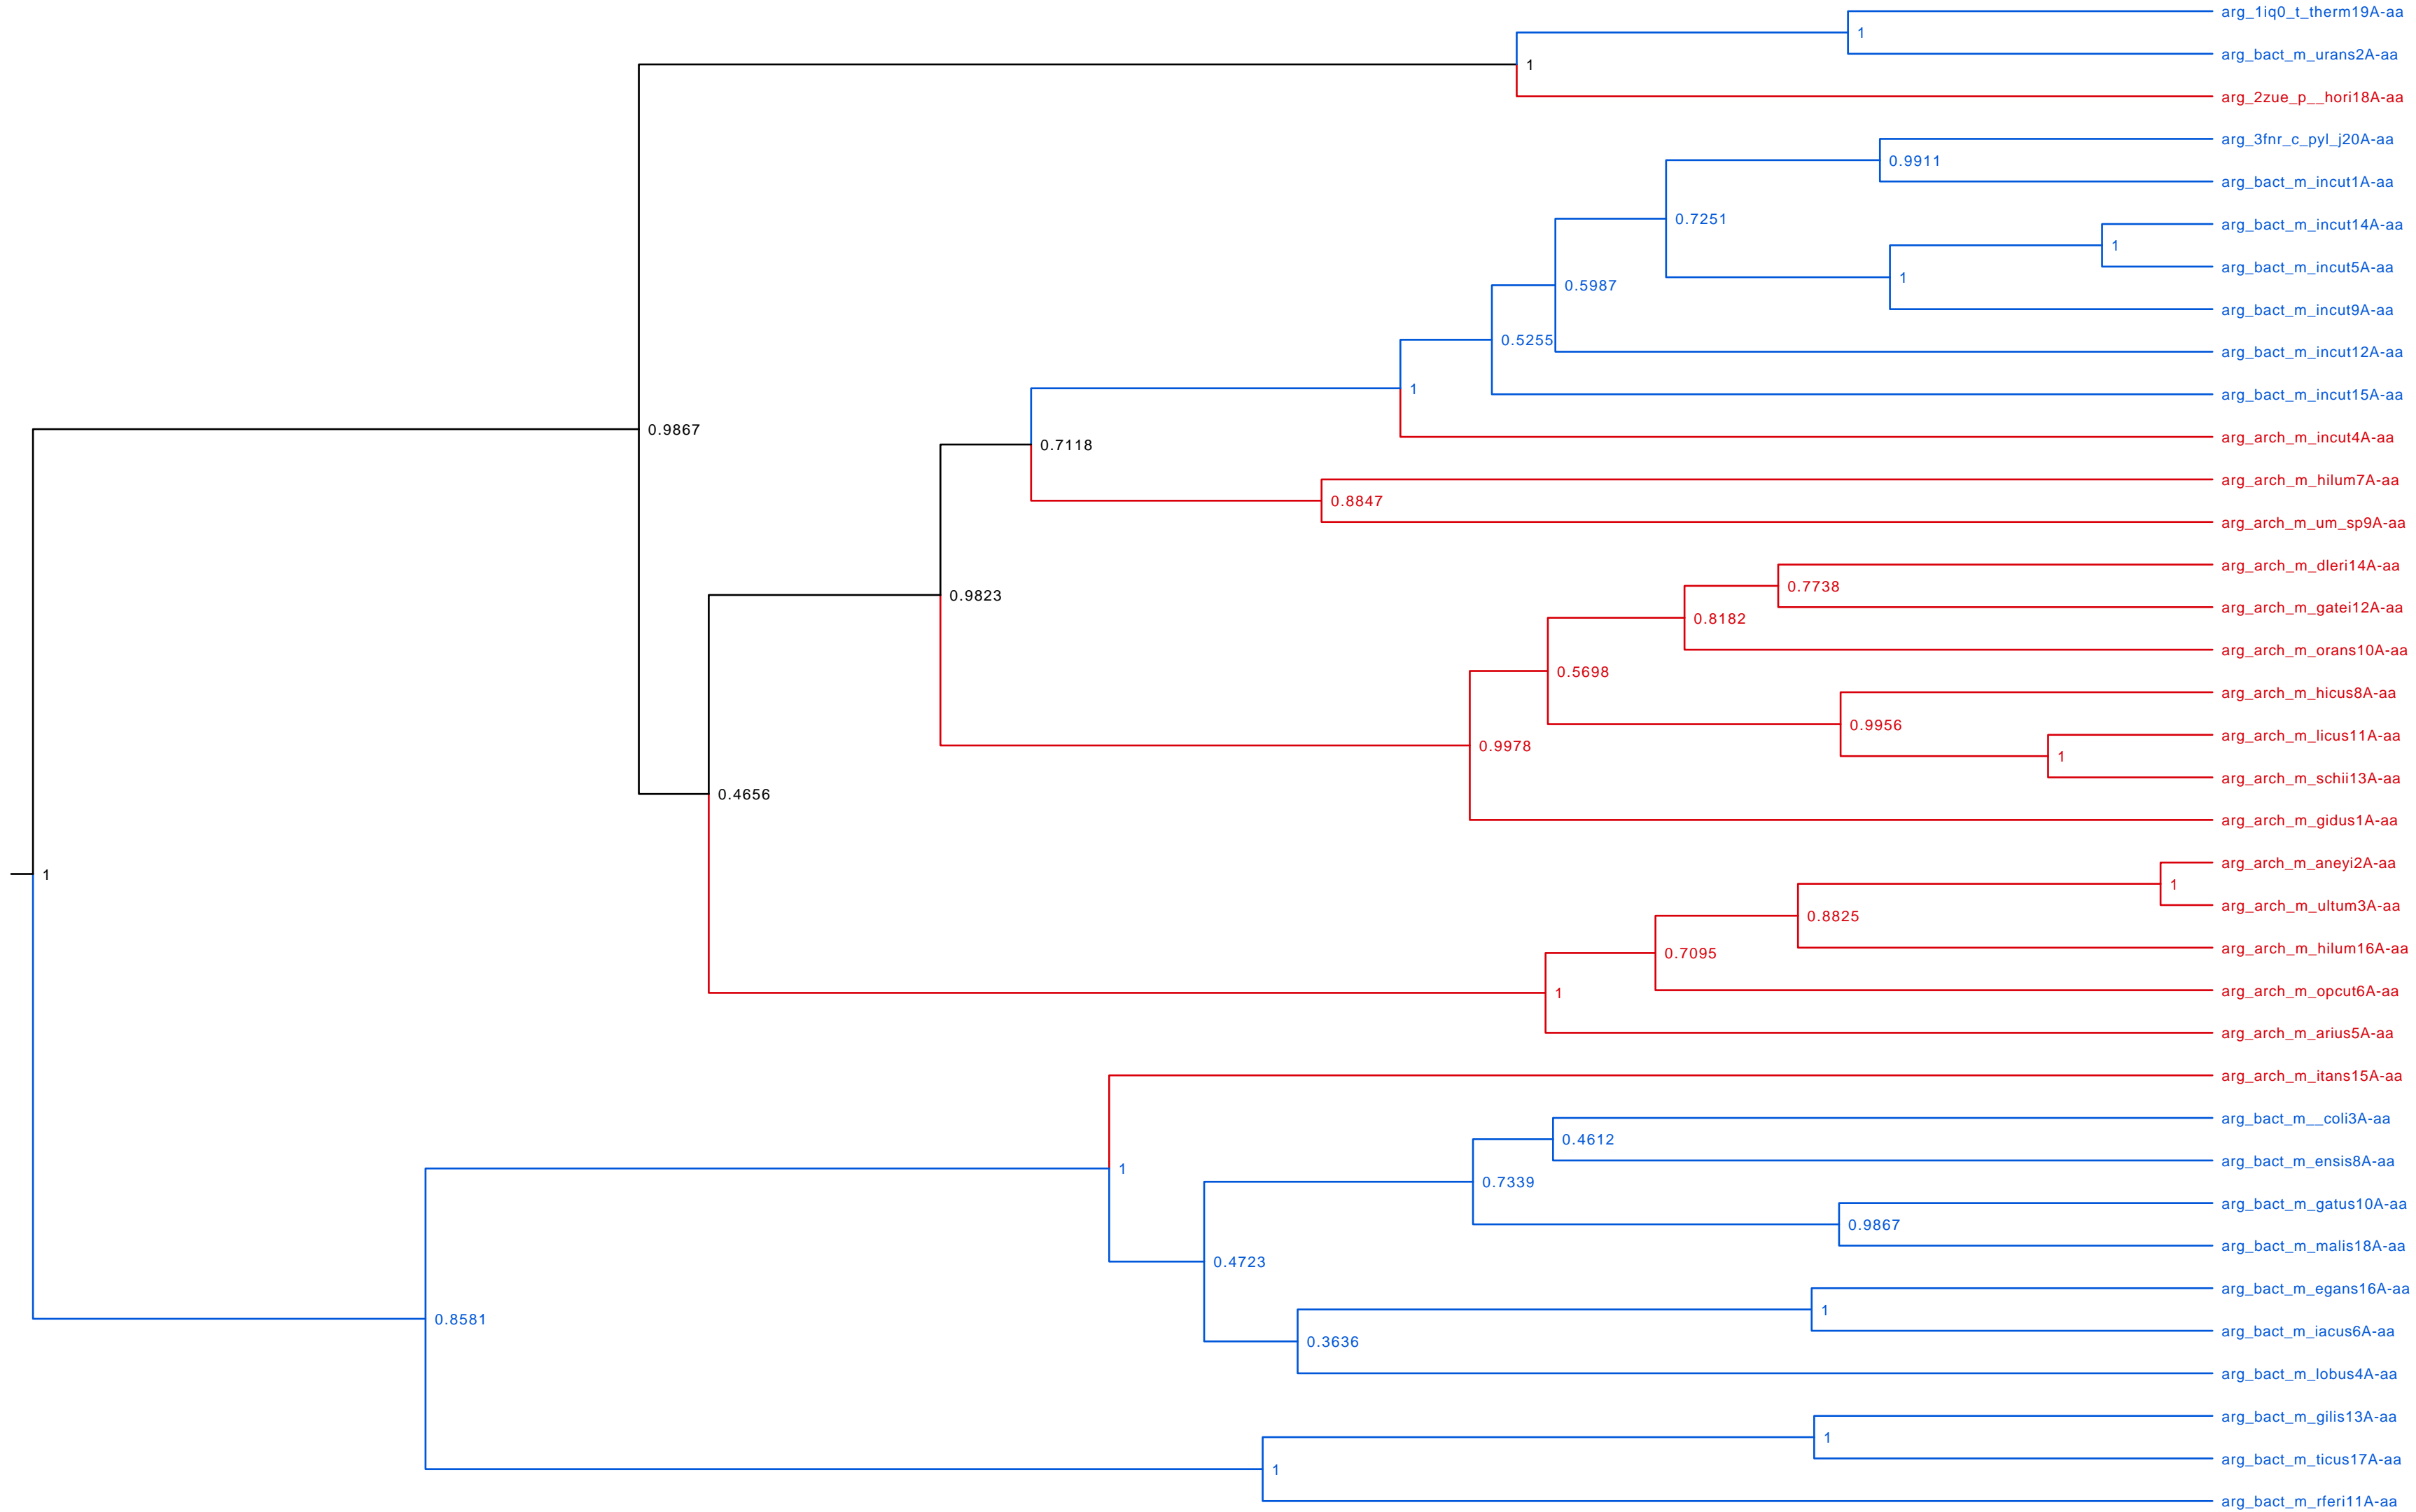 arg_1iq0_t_therm19A-aa
1
arg_bact_m_urans2A-aa
1
arg_2zue_p__hori18A-aa
arg_3fnr_c_pyl_j20A-aa
0.9911
arg_bact_m_incut1A-aa
0.7251
arg_bact_m_incut14A-aa
1
arg_bact_m_incut5A-aa
1
0.5987
arg_bact_m_incut9A-aa
0.5255
arg_bact_m_incut12A-aa
1
arg_bact_m_incut15A-aa
0.9867
arg_arch_m_incut4A-aa
0.7118
arg_arch_m_hilum7A-aa
0.8847
arg_arch_m_um_sp9A-aa
arg_arch_m_dleri14A-aa
0.7738
0.9823
arg_arch_m_gatei12A-aa
0.8182
arg_arch_m_orans10A-aa
0.5698
arg_arch_m_hicus8A-aa
0.9956
arg_arch_m_licus11A-aa
0.9978
1
arg_arch_m_schii13A-aa
0.4656
arg_arch_m_gidus1A-aa
arg_arch_m_aneyi2A-aa
1
1
arg_arch_m_ultum3A-aa
0.8825
arg_arch_m_hilum16A-aa
0.7095
arg_arch_m_opcut6A-aa
1
arg_arch_m_arius5A-aa
arg_arch_m_itans15A-aa
arg_bact_m__coli3A-aa
0.4612
arg_bact_m_ensis8A-aa
1
0.7339
arg_bact_m_gatus10A-aa
0.9867
arg_bact_m_malis18A-aa
0.4723
arg_bact_m_egans16A-aa
1
0.8581
arg_bact_m_iacus6A-aa
0.3636
arg_bact_m_lobus4A-aa
arg_bact_m_gilis13A-aa
1
arg_bact_m_ticus17A-aa
1
arg_bact_m_rferi11A-aa